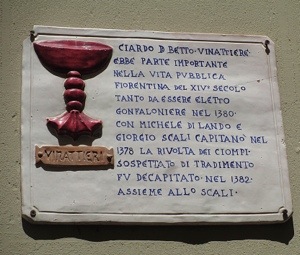 CIARDO D BETTO · VINATTIERE ·
EBBE PARTE IMPORTANTE
NELLA VITA PUBBLICA
FIORENTINA DEL XIV° SECOLO
TANTO DA ESSERE ELETTO
GONFALONIERE NEL 1380 ·
CON MICHELE DI LANDO E
GIORGIO SCALI CAPITANO' NEL
1378 LA RIVOLTA DEI CIOMPI ·
SOSPETTATO DI TRADIMENTO
FU DECAPITATO · NEL 1382 ·
ASSIEME ALLO SCALI ·
VINATTIERI